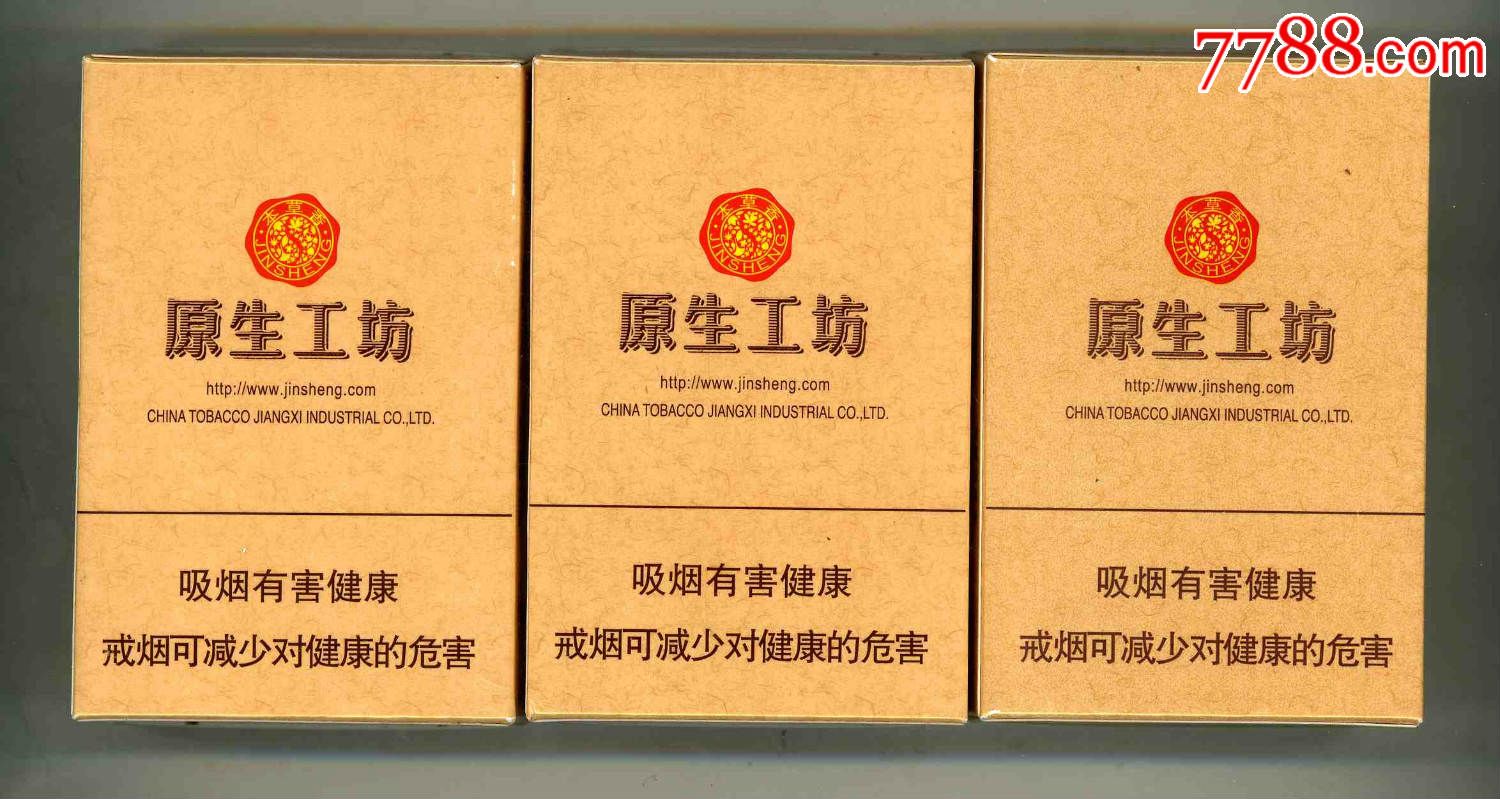 7788.com
本草香
JINSHENG
原生工坊
http://www.jinsheng.com
CHINA TOBACCO JIANGXI INDUSTRIAL CO.,LTD.
吸烟有害健康
戒烟可减少对健康的危害
本草香
JINSHENG
原生工坊
http://www.jinsheng.com
CHINA TOBACCO JIANGXI INDUSTRIAL CO.,LTD.
吸烟有害健康
戒烟可减少对健康的危害
本草香
JINSHENG
原生工坊
http://www.jinsheng.com
CHINA TOBACCO JIANGXI INDUSTRIAL CO.,LTD.
吸烟有害健康
戒烟可减少对健康的危害